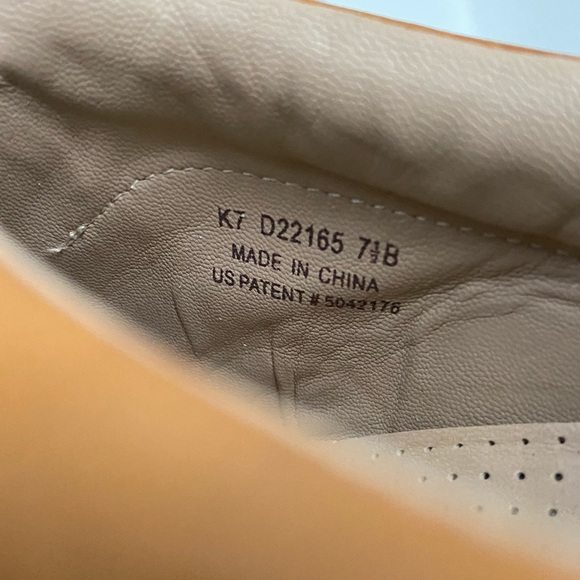 K7 D22165 7½B
MADE IN CHINA
US PATENT # 5042176